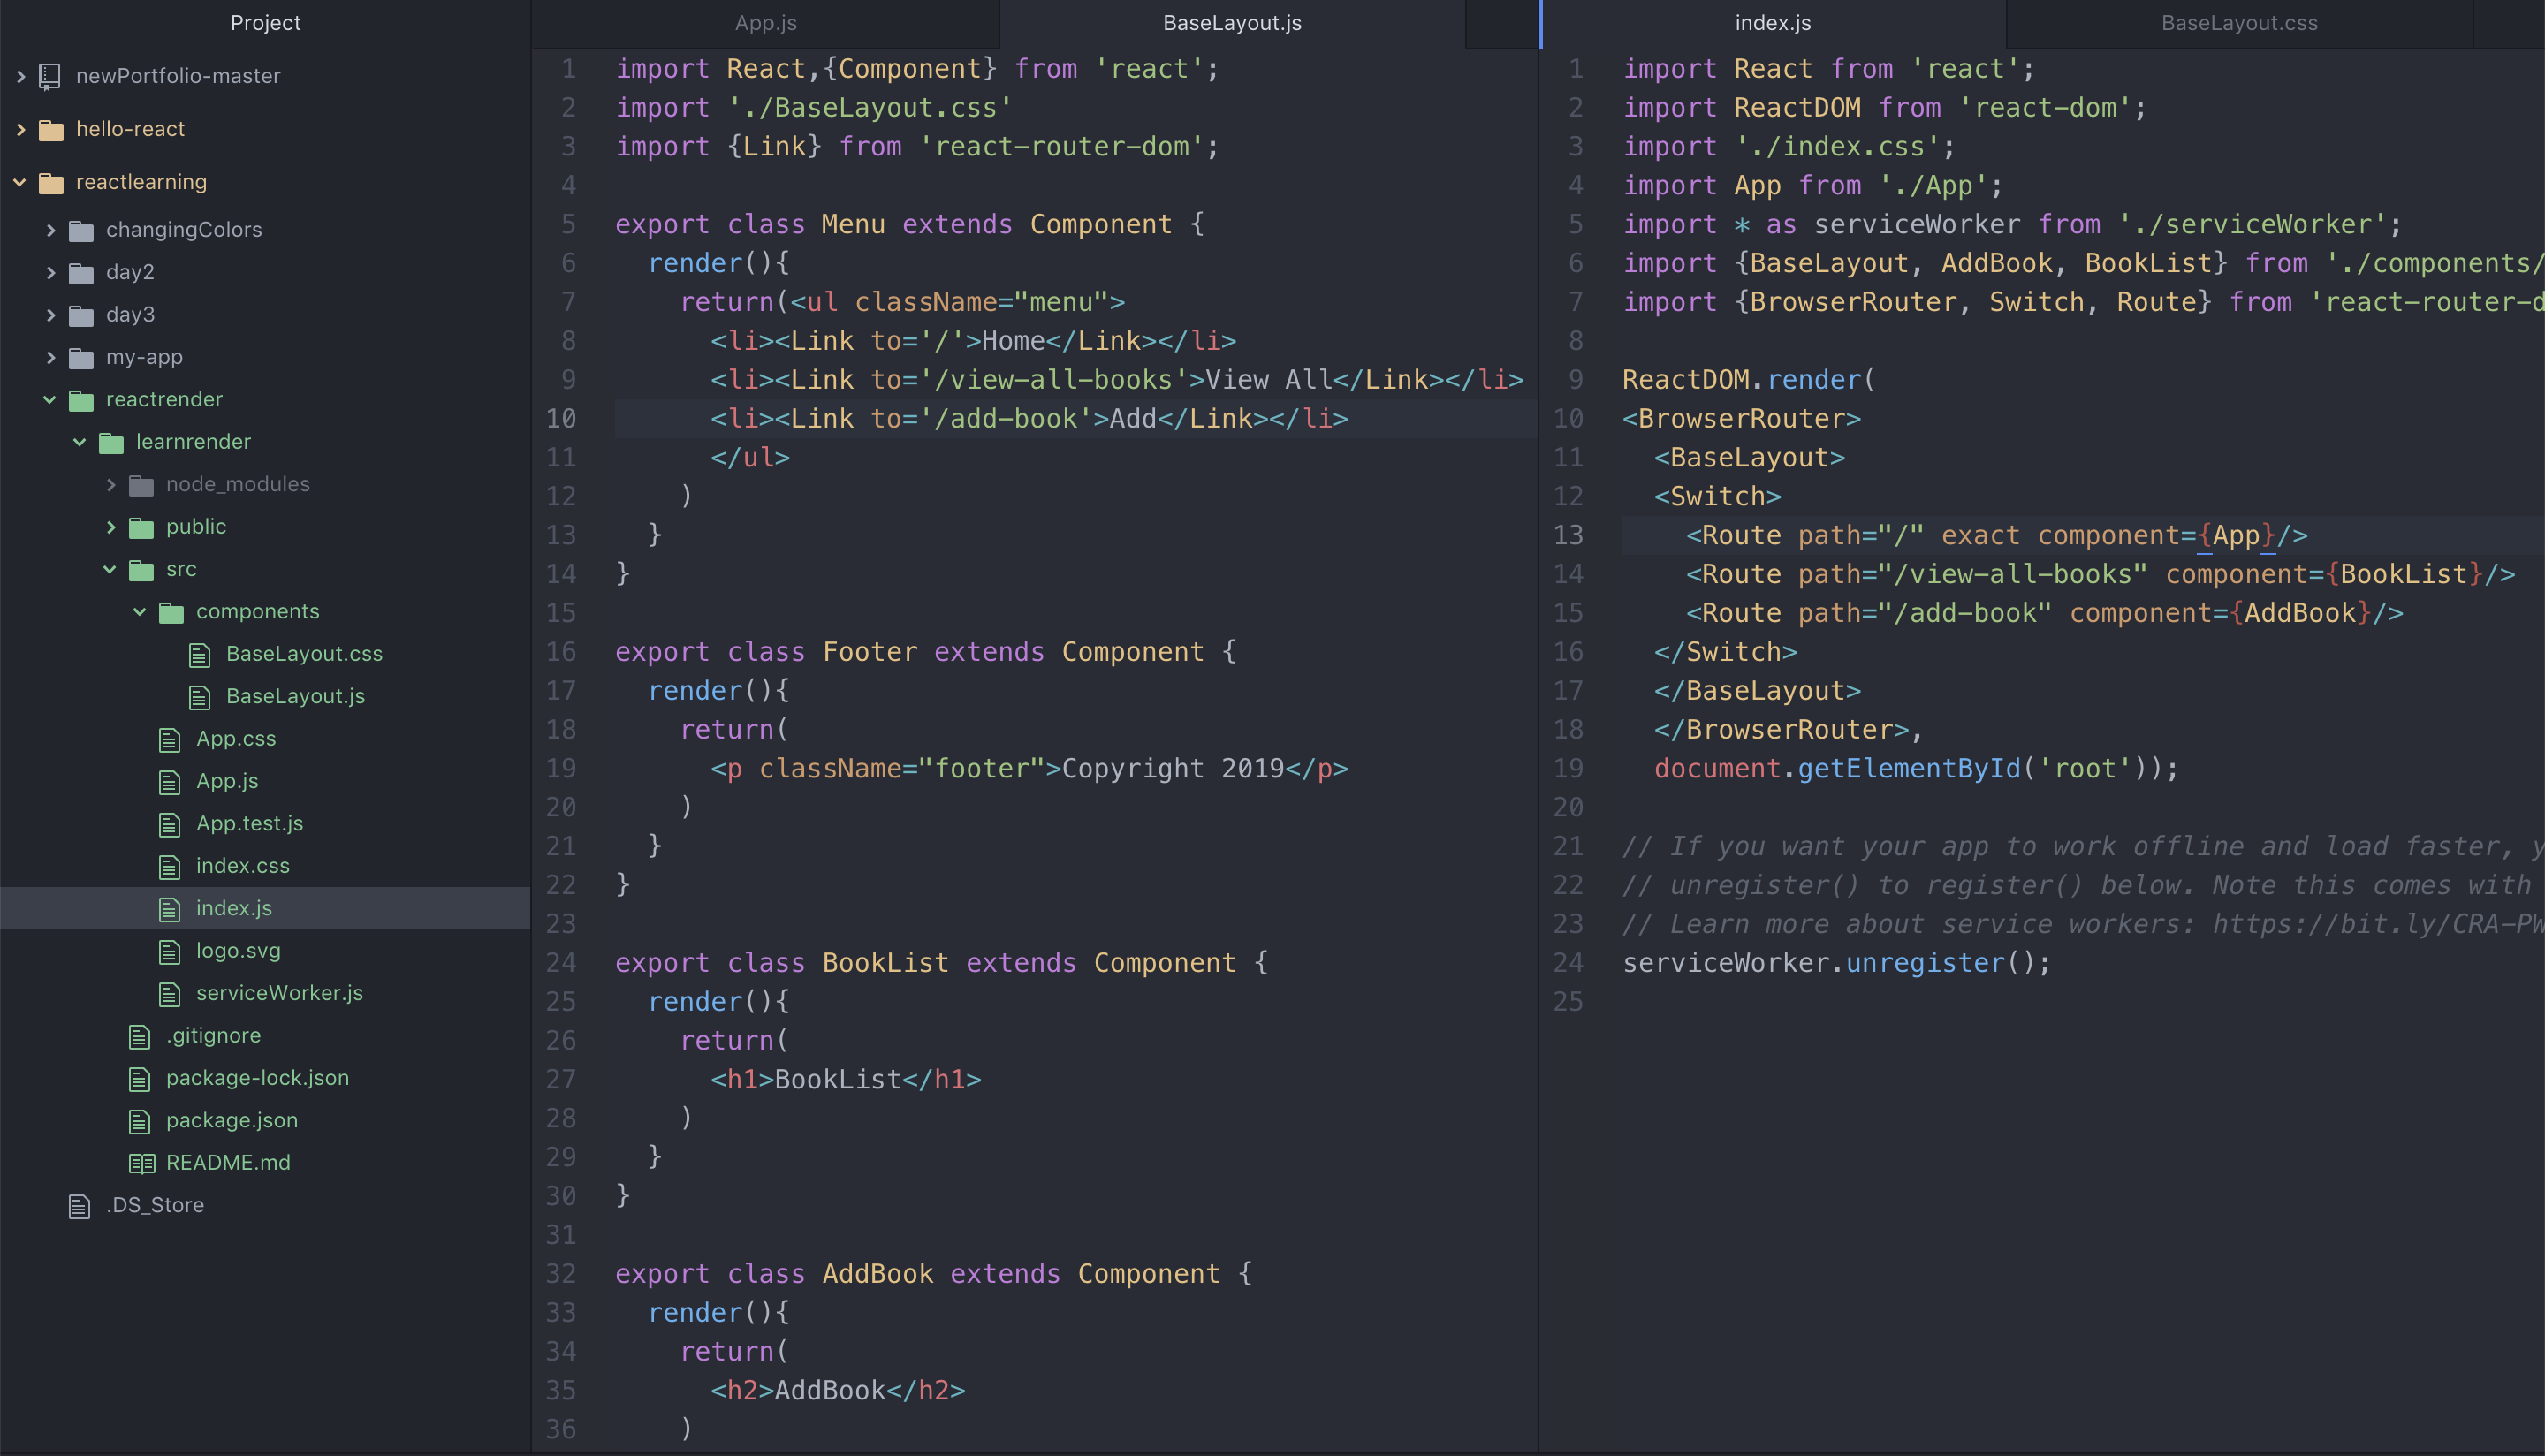 Project
newPortfolio-master
hello-react
reactlearning
changingColors
day2
day3
my-app
reactrender
learnrender
node_modules
public
src
components
BaseLayout.css
BaseLayout.js
App.css
App.js
App.test.js
index.css
index.js
logo.svg
serviceWorker.js
.gitignore
package-lock.json
package.json
README.md
.DS_Store
App.js
BaseLayout.js
1 import React,{Component} from 'react';
2 import './BaseLayout.css'
3 import {Link} from 'react-router-dom';
4
5 export class Menu extends Component {
6 render(){
7 return(<ul className="menu">
8 <li><Link to='/'>Home</Link></li>
9 <li><Link to='/view-all-books'>View All</Link></li>
10 <li><Link to='/add-book'>Add</Link></li>
11 </ul>
12 )
13 }
14 }
15
16 export class Footer extends Component {
17 render(){
18 return(
19 <p className="footer">Copyright 2019</p>
20 )
21 }
22 }
23
24 export class BookList extends Component {
25 render(){
26 return(
27 <h1>BookList</h1>
28 )
29 }
30 }
31
32 export class AddBook extends Component {
33 render(){
34 return(
35 <h2>AddBook</h2>
36 )
index.js
BaseLayout.css
1 import React from 'react';
2 import ReactDOM from 'react-dom';
3 import './index.css';
4 import App from './App';
5 import * as serviceWorker from './serviceWorker';
6 import {BaseLayout, AddBook, BookList} from './components/
7 import {BrowserRouter, Switch, Route} from 'react-router-d
8
9 ReactDOM.render(
10 <BrowserRouter>
11 <BaseLayout>
12 <Switch>
13 <Route path="/" exact component={App}/>
14 <Route path="/view-all-books" component={BookList}/>
15 <Route path="/add-book" component={AddBook}/>
16 </Switch>
17 </BaseLayout>
18 </BrowserRouter>,
19 document.getElementById('root'));
20
21 // If you want your app to work offline and load faster, y
22 // unregister() to register() below. Note this comes with
23 // Learn more about service workers: https://bit.ly/CRA-PW
24 serviceWorker.unregister();
25